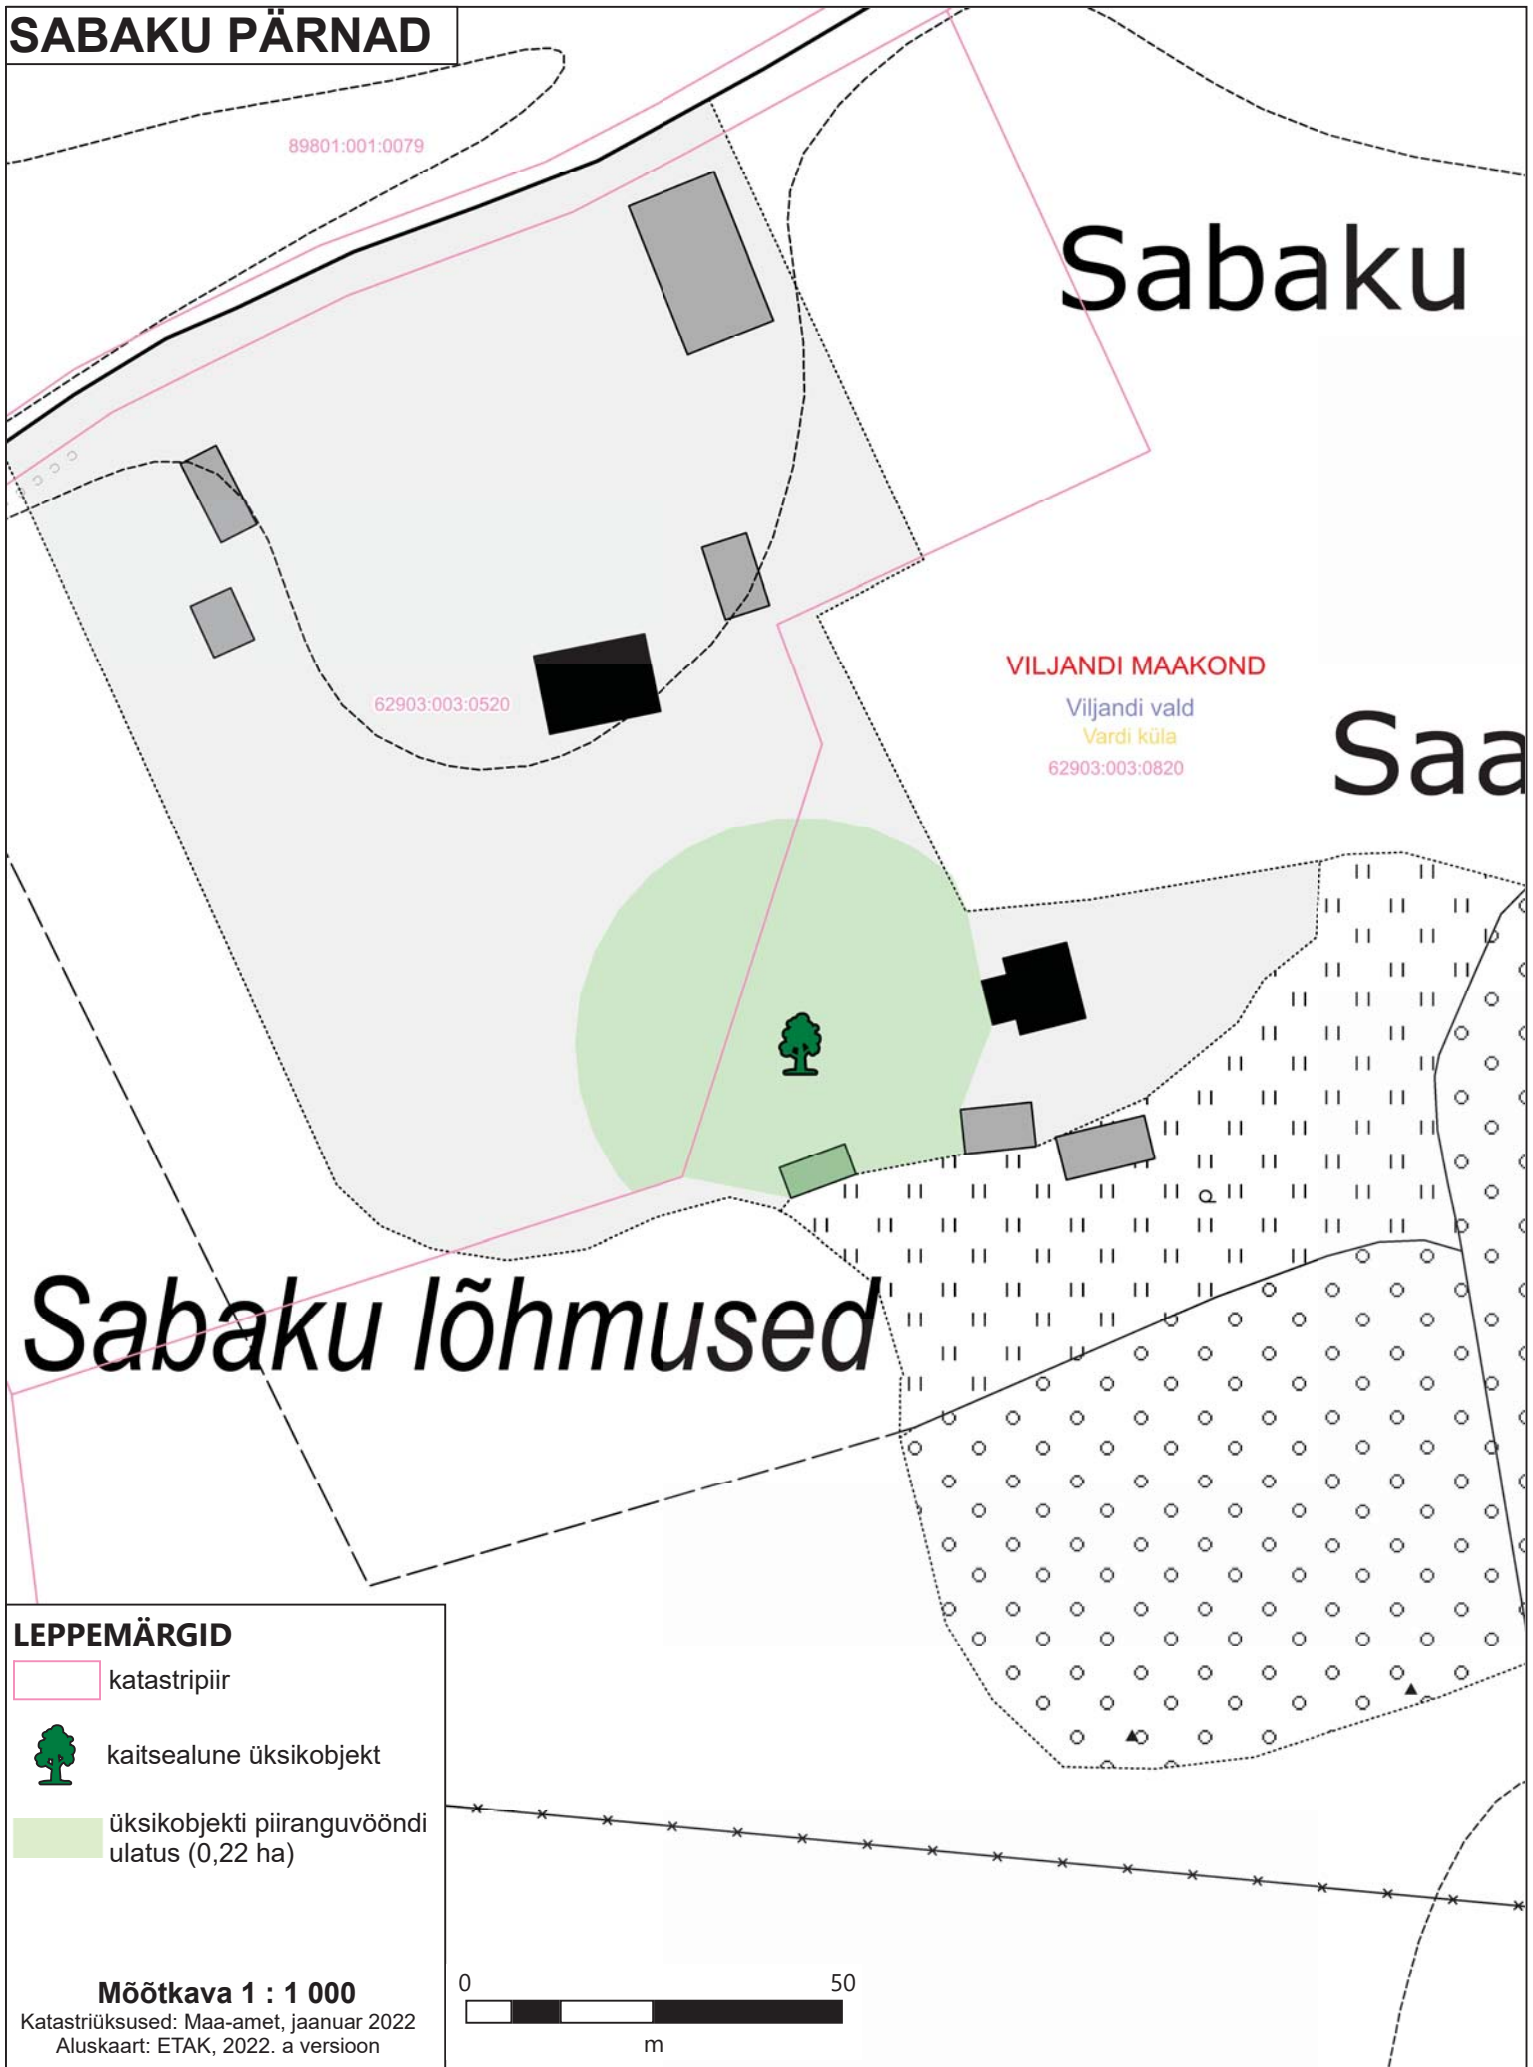 SABAKU PÄRNAD
89801:001:0079
Sabaku
62903:003:0520
VILJANDI MAAKOND
Viljandi vald
Vardi küla
62903:003:0820
Saa
Sabaku lõhmused
LEPPEMÄRGID
katastripiir
kaitsealune üksikobjekt
üksikobjekti piiranguvööndi
ulatus (0,22 ha)
Mõõtkava 1 : 1 000
Katastriüksused: Maa-amet, jaanuar 2022
Aluskaart: ETAK, 2022. a versioon
0 50
m